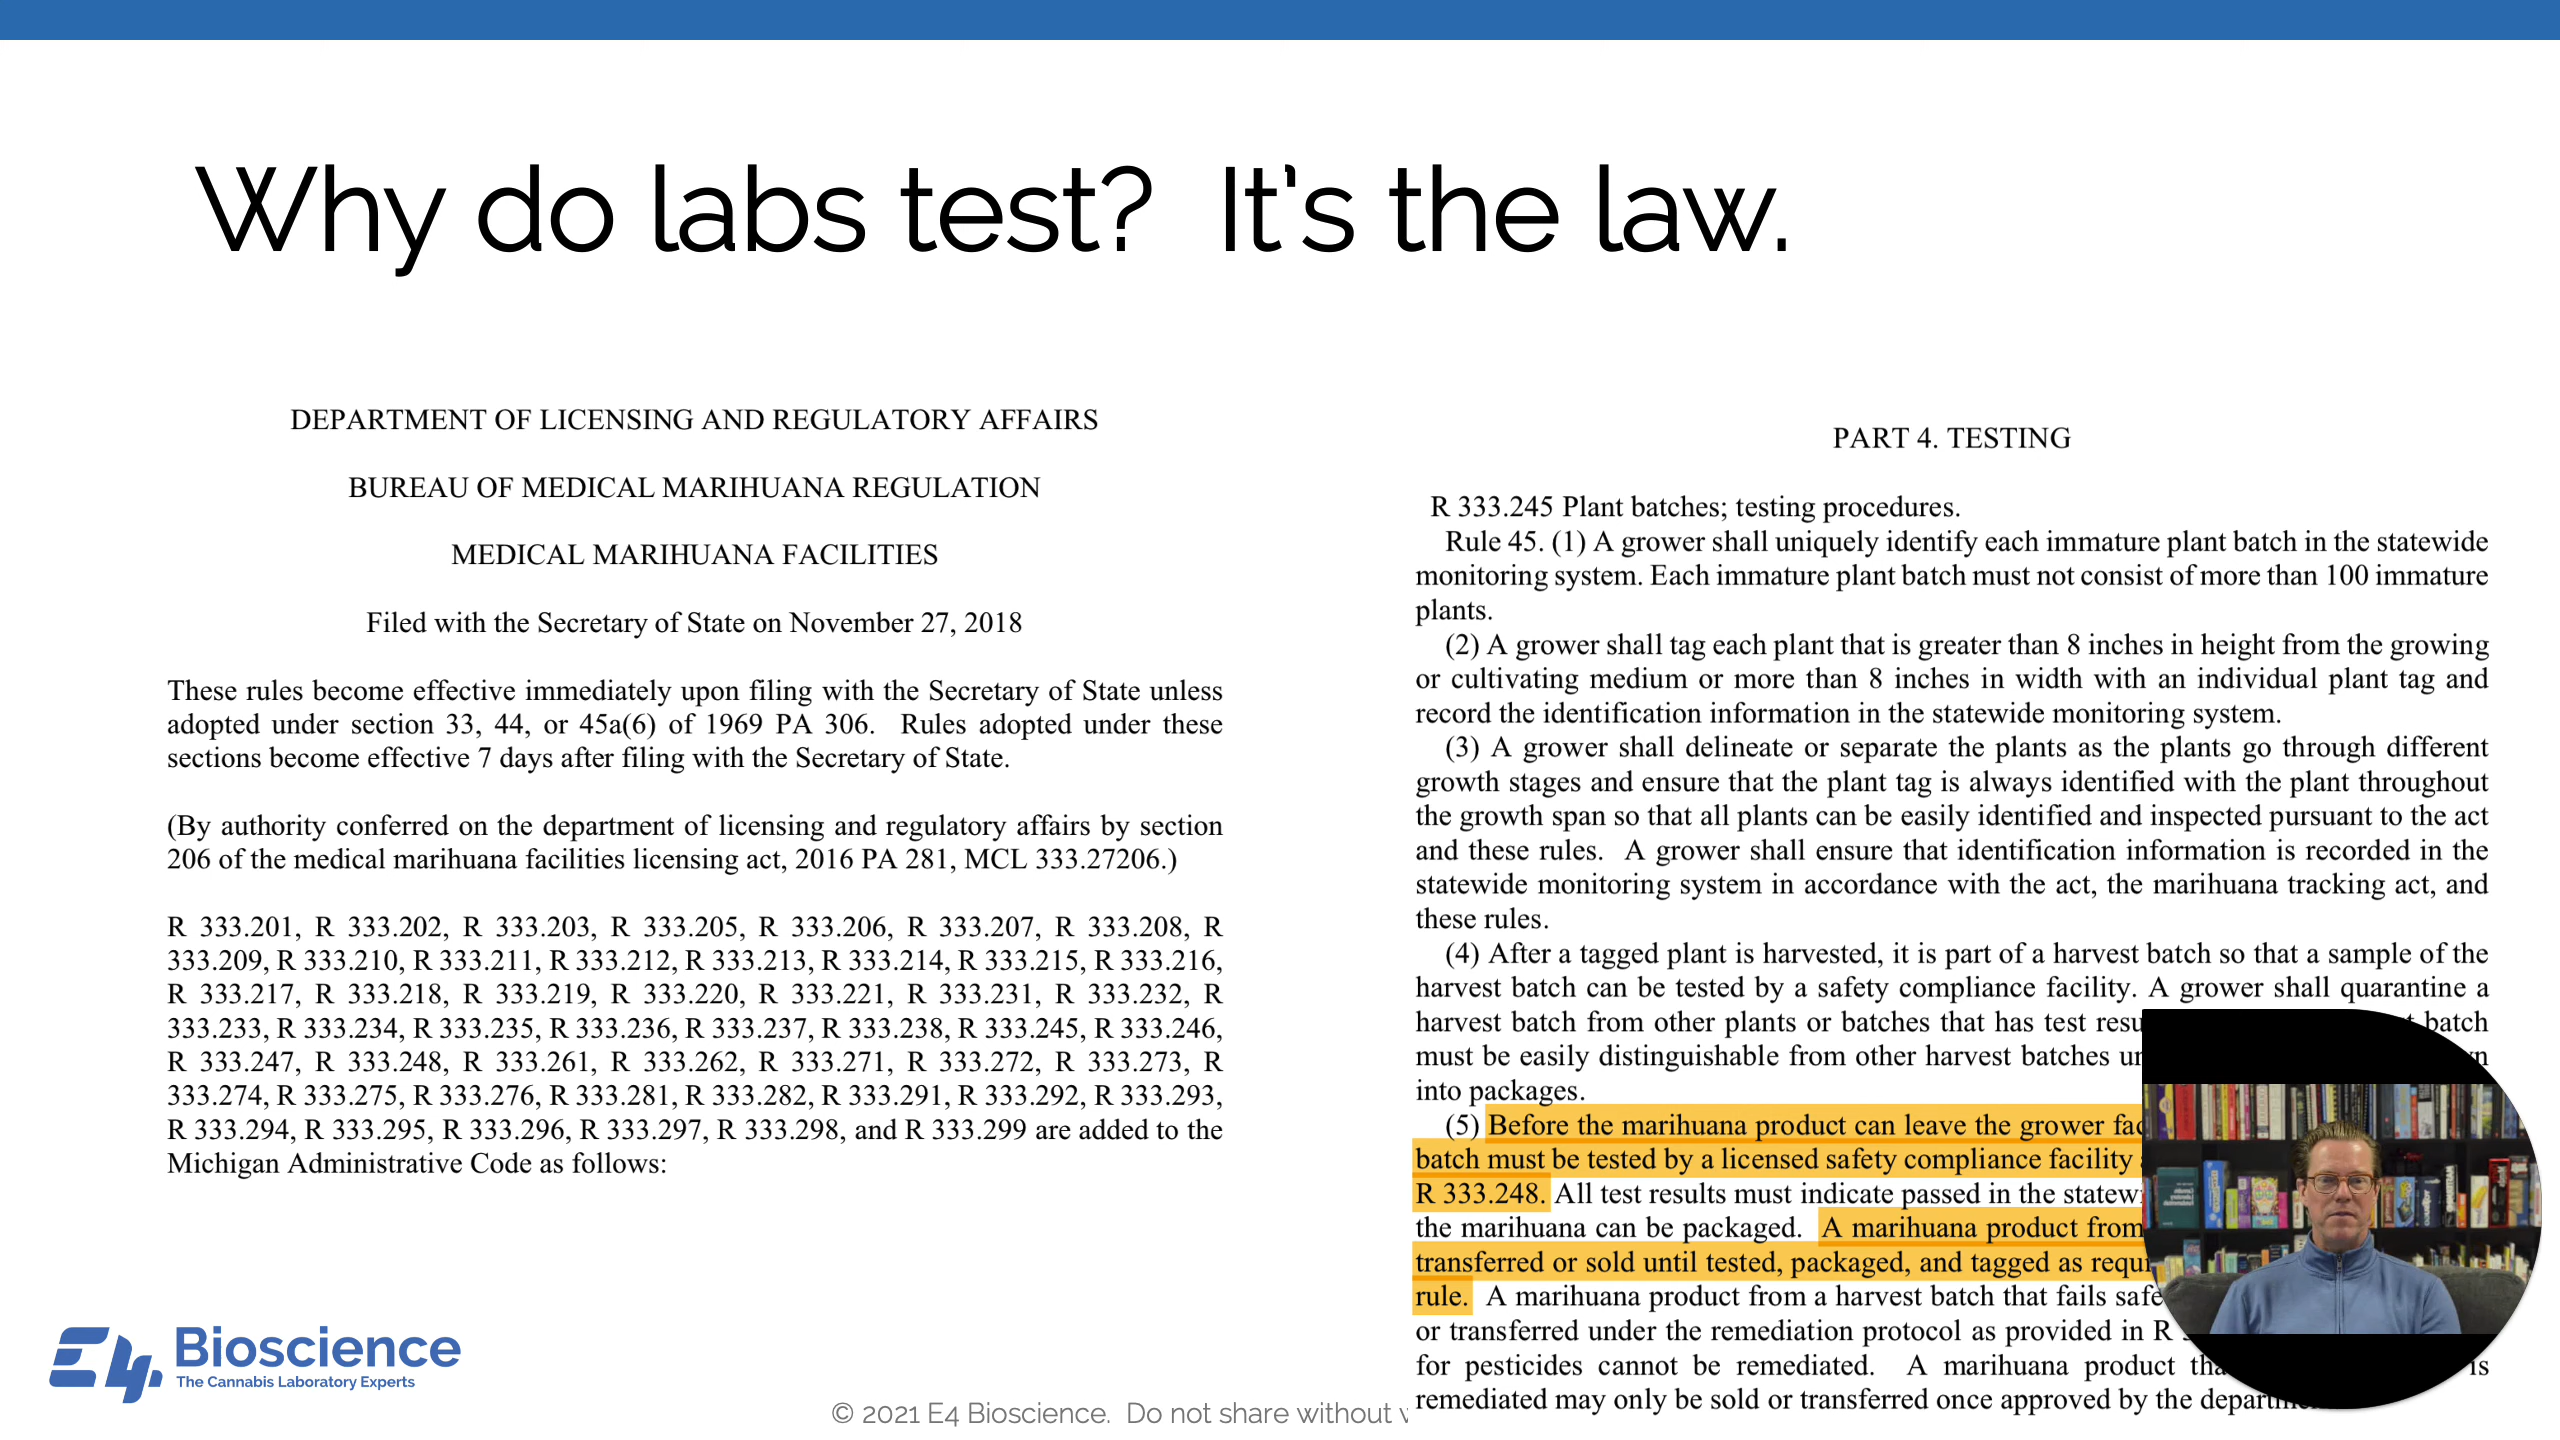 Why do labs test?  It's the law.
DEPARTMENT OF LICENSING AND REGULATORY AFFAIRS
BUREAU OF MEDICAL MARIHUANA REGULATION
MEDICAL MARIHUANA FACILITIES
Filed with the Secretary of State on November 27, 2018
These rules become effective immediately upon filing with the Secretary of State unless
adopted under section 33, 44, or 45a(6) of 1969 PA 306.  Rules adopted under these
sections become effective 7 days after filing with the Secretary of State.
(By authority conferred on the department of licensing and regulatory affairs by section
206 of the medical marihuana facilities licensing act, 2016 PA 281, MCL 333.27206.)
R 333.201, R 333.202, R 333.203, R 333.205, R 333.206, R 333.207, R 333.208, R
333.209, R 333.210, R 333.211, R 333.212, R 333.213, R 333.214, R 333.215, R 333.216,
R 333.217, R 333.218, R 333.219, R 333.220, R 333.221, R 333.231, R 333.232, R
333.233, R 333.234, R 333.235, R 333.236, R 333.237, R 333.238, R 333.245, R 333.246,
R 333.247, R 333.248, R 333.261, R 333.262, R 333.271, R 333.272, R 333.273, R
333.274, R 333.275, R 333.276, R 333.281, R 333.282, R 333.291, R 333.292, R 333.293,
R 333.294, R 333.295, R 333.296, R 333.297, R 333.298, and R 333.299 are added to the
Michigan Administrative Code as follows:
PART 4. TESTING
R 333.245 Plant batches; testing procedures.
Rule 45. (1) A grower shall uniquely identify each immature plant batch in the statewide
monitoring system. Each immature plant batch must not consist of more than 100 immature
plants.
(2) A grower shall tag each plant that is greater than 8 inches in height from the growing
or cultivating medium or more than 8 inches in width with an individual plant tag and
record the identification information in the statewide monitoring system.
(3) A grower shall delineate or separate the plants as the plants go through different
growth stages and ensure that the plant tag is always identified with the plant throughout
the growth span so that all plants can be easily identified and inspected pursuant to the act
and these rules.  A grower shall ensure that identification information is recorded in the
statewide monitoring system in accordance with the act, the marihuana tracking act, and
these rules.
(4) After a tagged plant is harvested, it is part of a harvest batch so that a sample of the
harvest batch can be tested by a safety compliance facility. A grower shall quarantine a
harvest batch from other plants or batches that has test batch
must be easily distinguishable from other harvest batches
into packages.
(5) Before the marihuana product can leave the grower
batch must be tested by a licensed safety compliance facility
R 333.248. All test results must indicate passed in the
the marihuana can be packaged.  A marihuana product from
transferred or sold until tested, packaged, and tagged as
rule.  A marihuana product from a harvest batch that fails
or transferred under the remediation protocol as provided in R
for pesticides cannot be remediated.  A marihuana product is
remediated may only be sold or transferred once approved by the
E4 Bioscience
The Cannabis Laboratory Experts
© 2021 E4 Bioscience.  Do not share without